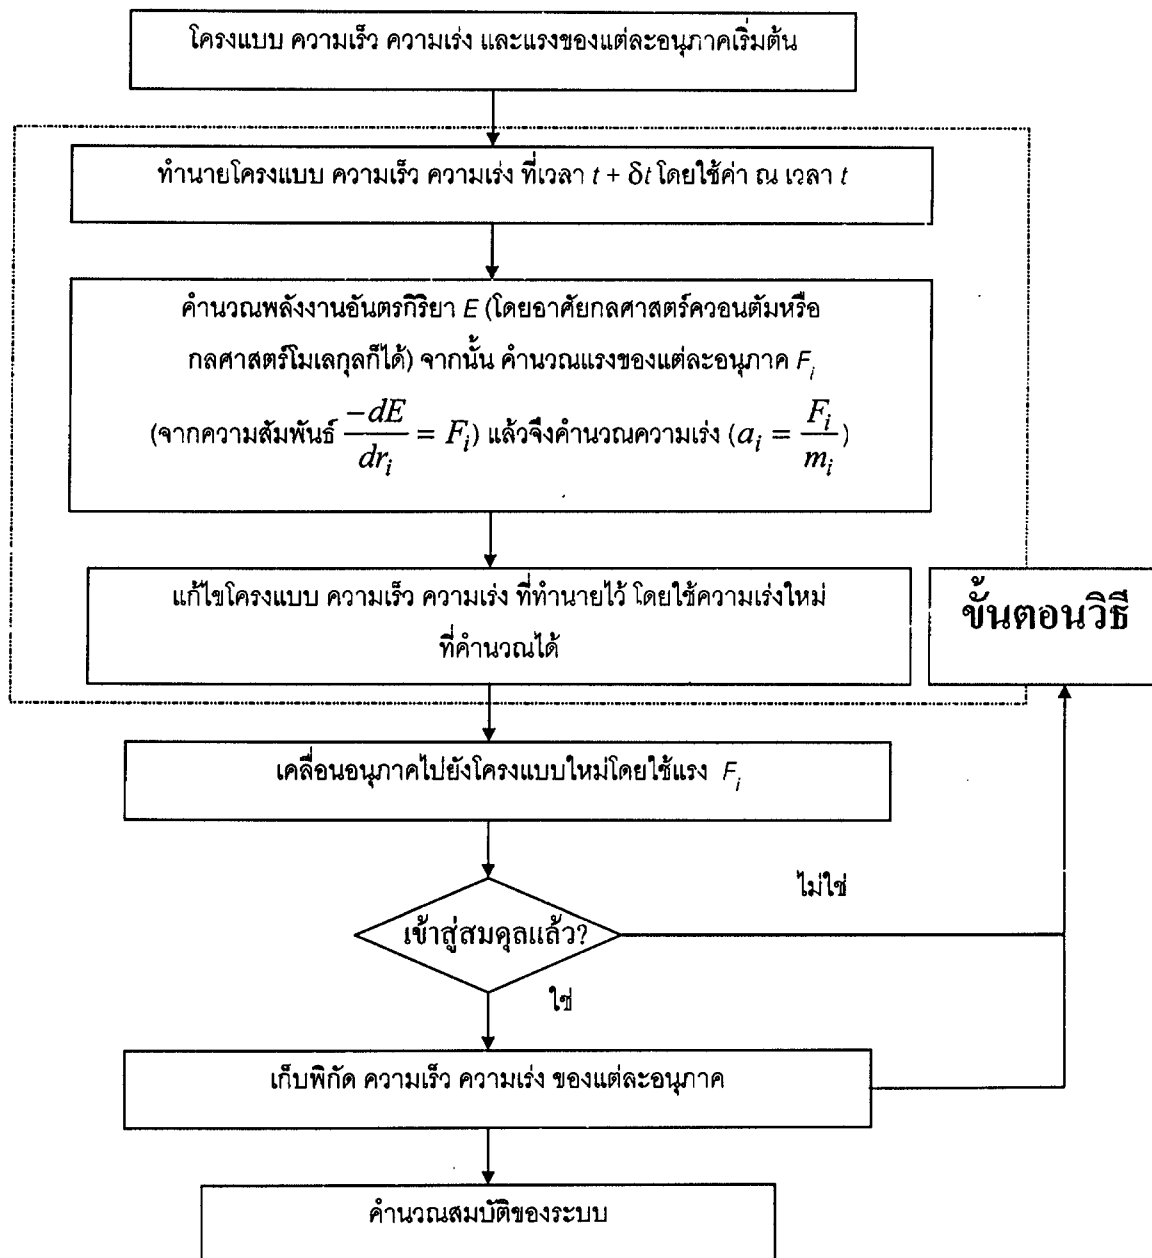 โครงแบบ ความเร็ว ความเร่ง และแรงของแต่ละอนุภาคเริ่มต้น
ทำนายโครงแบบ ความเร็ว ความเร่ง ที่เวลา t + δt โดยใช้ค่า ณ เวลา t
คำนวณพลังงานอันตรกิริยา E (โดยอาศัยกลศาสตร์ควอนตัมหรือ
กลศาสตร์โมเลกุลก็ได้) จากนั้น คำนวณแรงของแต่ละอนุภาค F_i
(จากความสัมพันธ์ \frac{-dE}{dr_i} = F_i) แล้วจึงคำนวณความเร่ง (a_i = \frac{F_i}{m_i})
แก้ไขโครงแบบ ความเร็ว ความเร่ง ที่ทำนายไว้ โดยใช้ความเร่งใหม่
ที่คำนวณได้
ขั้นตอนวิธี
เคลื่อนอนุภาคไปยังโครงแบบใหม่โดยใช้แรง F_i
ไม่ใช่
เข้าสู่สมดุลแล้ว?
ใช่
เก็บพิกัด ความเร็ว ความเร่ง ของแต่ละอนุภาค
คำนวณสมบัติของระบบ